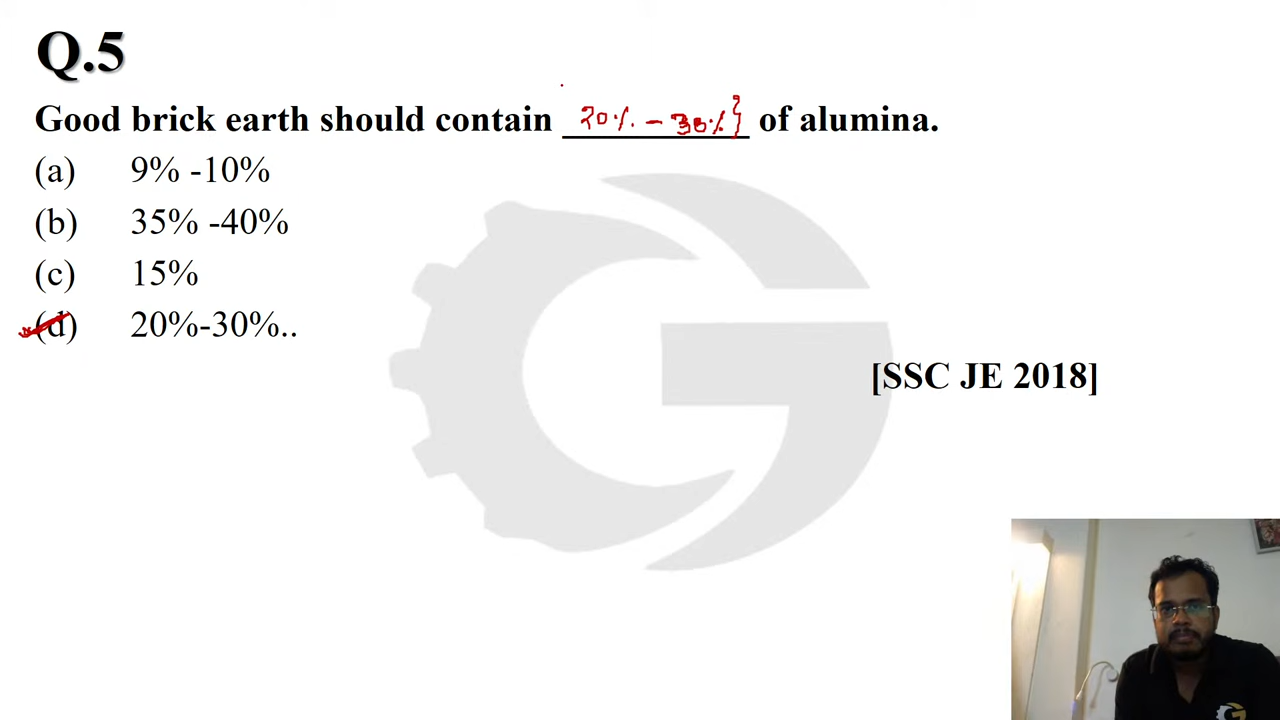 Q.5
Good brick earth should contain 20% - 30%} of alumina.
(a) 9% -10%
(b) 35% -40%
(c) 15%
(d) 20%-30%..
[SSC JE 2018]